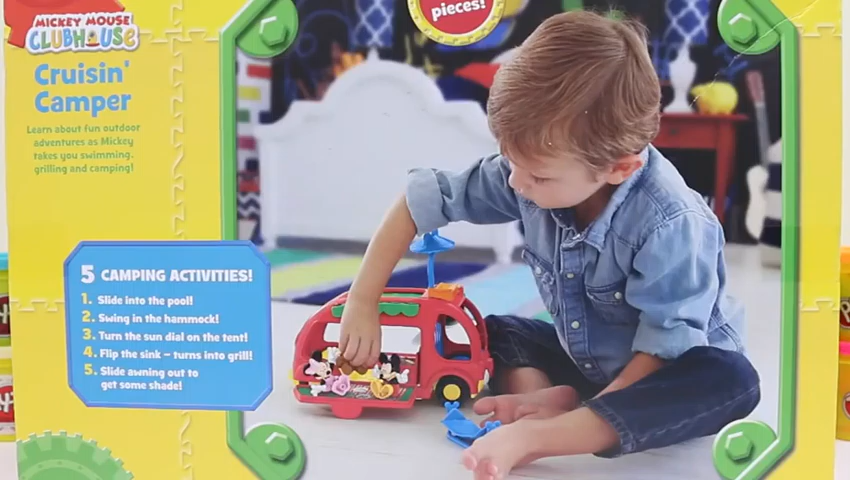 MICKEY MOUSE
CLUBHOUSE
Cruisin'
Camper
Learn about fun outdoor
adventures as Mickey
takes you swimming,
grilling and camping!
pieces!
5 CAMPING ACTIVITIES!
1. Slide into the pool!
2. Swing in the hammock!
3. Turn the sun dial on the tent!
4. Flip the sink – turns into grill!
5. Slide awning out to
get some shade!